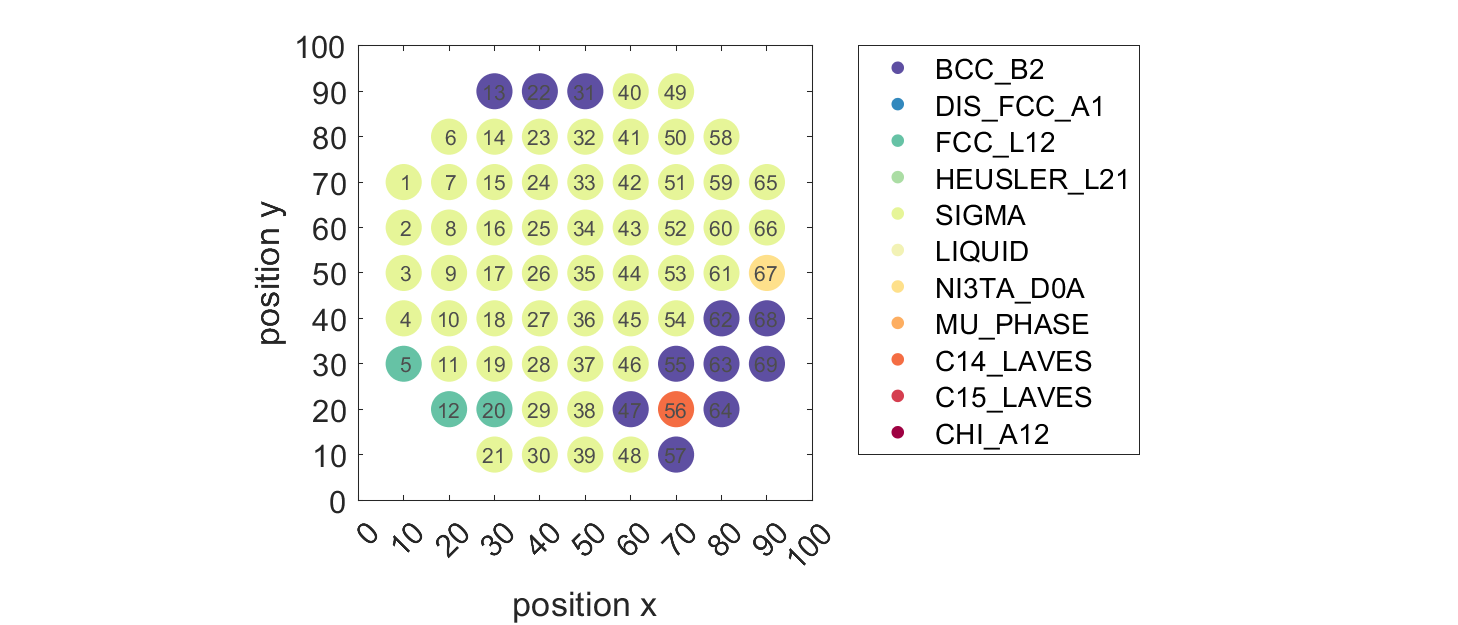 100
90 13 22 31 40 49
80 6 14 23 32 41 50 58
70 1 7 15 24 33 42 51 59 65
60 2 8 16 25 34 43 52 60 66
50 3 9 17 26 35 44 53 61 67
40 4 10 18 27 36 45 54 62 68
30 5 11 19 28 37 46 55 63 69
20 12 20 29 38 47 56 64
10 21 30 39 48 57
0
position y
0 10 20 30 40 50 60 70 80 90 100
position x
BCC_B2
DIS_FCC_A1
FCC_L12
HEUSLER_L21
SIGMA
LIQUID
NI3TA_D0A
MU_PHASE
C14_LAVES
C15_LAVES
CHI_A12